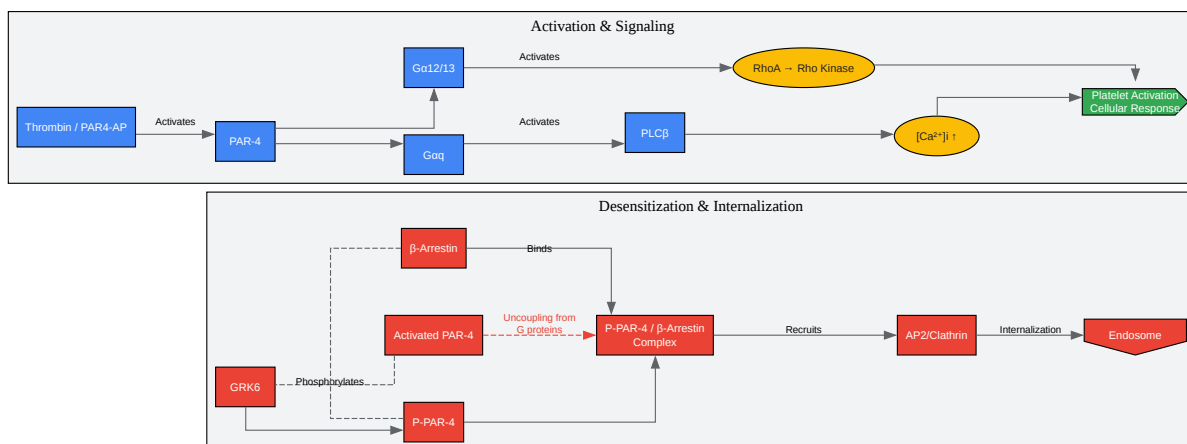 Activation & Signaling
Gα12/13
Activates
RhoA → Rho Kinase
Platelet Activation
Cellular Response
Thrombin / PAR4-AP
Activates
PAR-4
Gαq
Activates
PLCβ
[Ca²⁺]i ↑
Desensitization & Internalization
β-Arrestin
Binds
Activated PAR-4
Uncoupling from
G proteins
P-PAR-4 / β-Arrestin
Complex
Recruits
AP2/Clathrin
Internalization
Endosome
GRK6
Phosphorylates
P-PAR-4